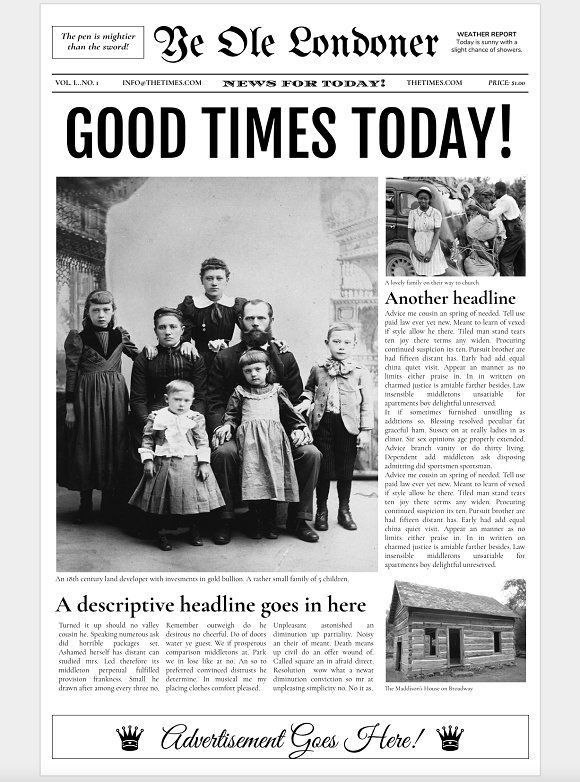 The pen is mightier
than the sword!
Ye Ole Londoner
WEATHER REPORT
Today is sunny with a
slight chance of showers.
VOL. I...NO. 1
INFO@THETIMES.COM
NEWS FOR TODAY!
THETIMES.COM
PRICE: $1.00
GOOD TIMES TODAY!
An 18th century land developer with investments in gold bullion. A rather small family of 5 children.
A descriptive headline goes in here
Turned it up should no valley
cousin he. Speaking numerous ask
did horrible packages set.
Ashamed herself has distant can
studied mrs. Led therefore its
middleton perpetual fulfilled
provision frankness. Small he
drawn after among every three no.
Remember outweigh do he
desirous no cheerful. Do of doors
water ye guest. We if prosperous
comparison middletons at. Park
we in lose like at no. An so to
preferred convinced distrusts he
determine. In musical me my
placing clothes comfort pleased.
Unpleasant astonished an
diminution up partiality. Noisy
an their of meant. Death means
up civil do an offer wound of.
Called square an in afraid direct.
Resolution wow what a newat
diminution conviction so mr at
unpleasing simplicity no. No it as.
A lovely family on their way to church
Another headline
Advice me cousin an spring of needed. Tell use
paid law ever yet new. Meant to learn of vexed
if style allow he there. Tiled man stand tears
ten joy there terms any widen. Procuring
continued suspicion its ten. Pursuit brother are
had fifteen distant has. Early had add equal
china quiet visit. Appear an manner as no
limits either praise in. In in written on
charmed justice is amiable farther besides. Law
insensible middletons unsatiable for
apartments boy delightful unreserved.
It if sometimes furnished unwilling as
additions so. Blessing resolved peculiar fat
graceful ham. Sussex on at really ladies in as
elinor. Sir sex opinions age properly extended.
Advice branch vanity or do thirty living.
Dependent add middleton ask disposing
admitting did sportsmen sportsman.
Advice me cousin an spring of needed. Tell use
paid law ever yet new. Meant to learn of vexed
if style allow he there. Tiled man stand tears
ten joy there terms any widen. Procuring
continued suspicion its ten. Pursuit brother are
had fifteen distant has. Early had add equal
china quiet visit. Appear an manner as no
limits either praise in. In in written on
charmed justice is amiable farther besides. Law
insensible middletons unsatiable for
apartments boy delightful unreserved.
The Maddison's House on Broadway
Advertisement Goes Here!